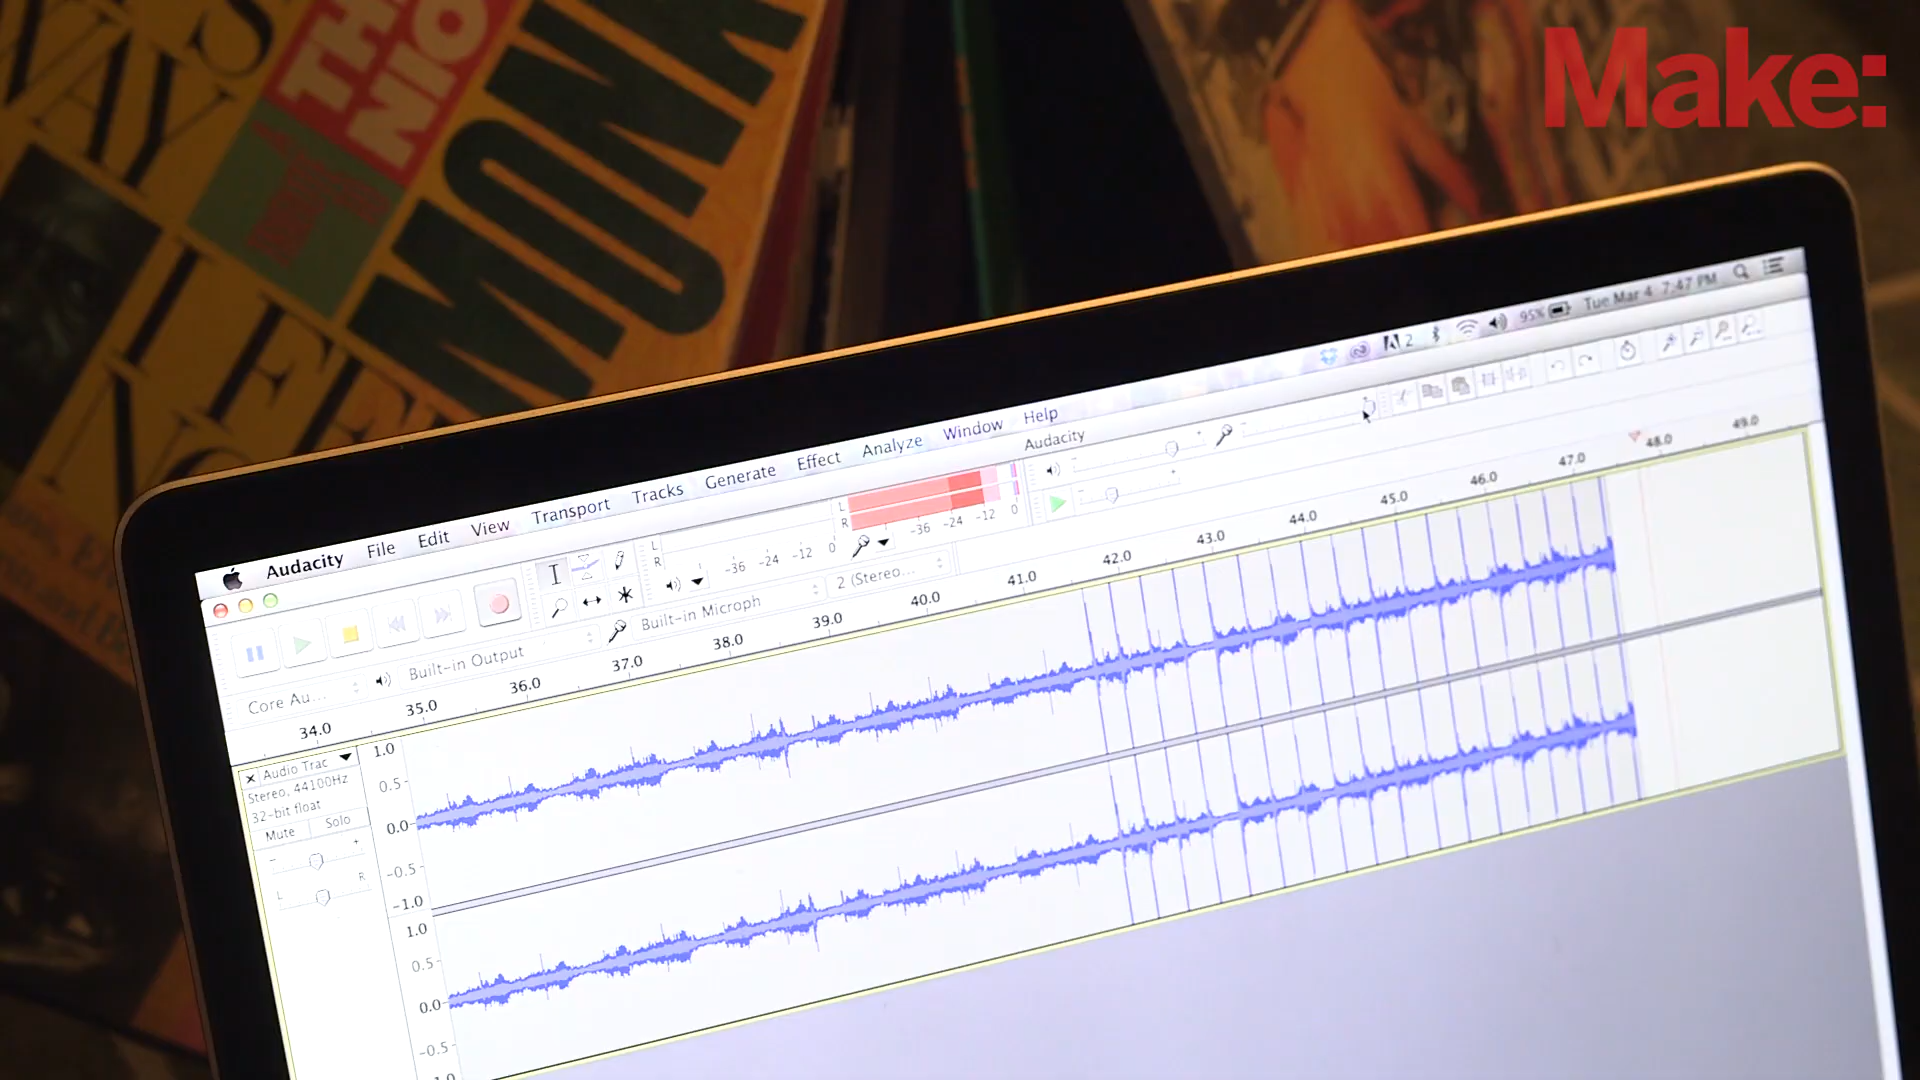 Make:
THE
NIO
MONK
LIFE
Tue Mar 4 7:47 PM
95%
2
Audacity File Edit View Transport Tracks Generate Effect Analyze Window Help
Audacity
L
R
-36 -24 -12 0
L
R
-36 -24 -12 0
Core Au...
Built-in Output
Built-in Microph
2 (Stereo...
34.0 35.0 36.0 37.0 38.0 39.0 40.0 41.0 42.0 43.0 44.0 45.0 46.0 47.0 48.0 49.0
Audio Trac
Stereo, 44100Hz
32-bit float
Mute Solo
- +
L R
1.0
0.5
0.0
-0.5
-1.0
1.0
0.5
0.0
-0.5